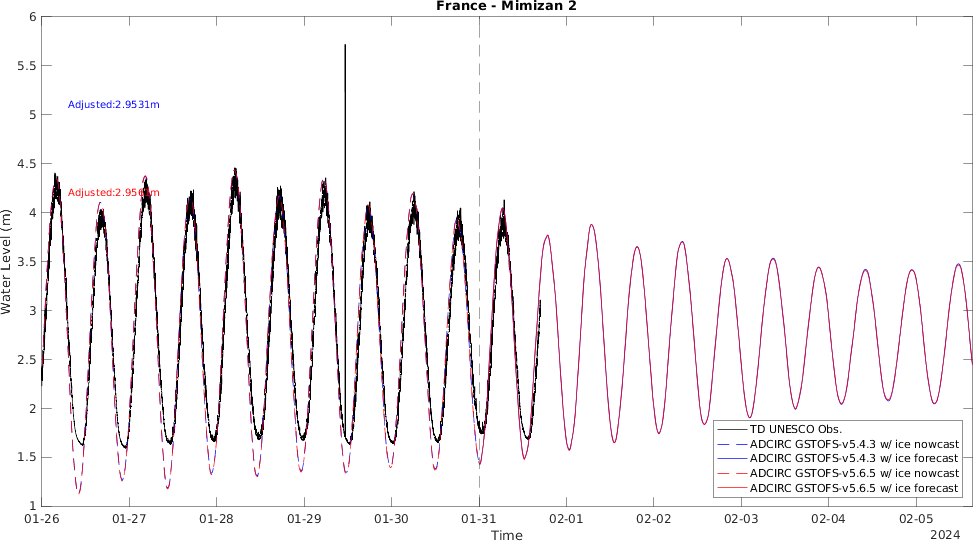 France - Mimizan 2
6
5.5
5
4.5
4
3.5
3
2.5
2
1.5
1
Water Level (m)
Adjusted:2.9531m
01-26
01-27
01-28
01-29
01-30
01-31
02-01
02-02
02-03
02-04
02-05
Time
2024
TD UNESCO Obs.
ADCIRC GSTOFS-v5.4.3 w/ ice nowcast
ADCIRC GSTOFS-v5.4.3 w/ ice forecast
ADCIRC GSTOFS-v5.6.5 w/ ice nowcast
ADCIRC GSTOFS-v5.6.5 w/ ice forecast